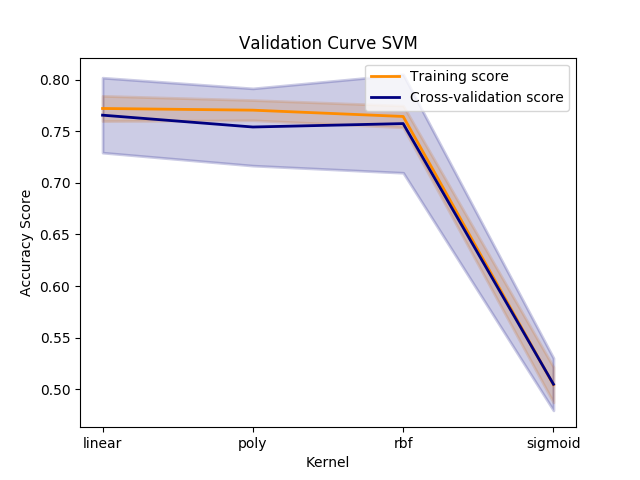 Validation Curve SVM
Training score
Cross-validation score
Accuracy Score
0.80
0.75
0.70
0.65
0.60
0.55
0.50
linear poly rbf sigmoid
Kernel